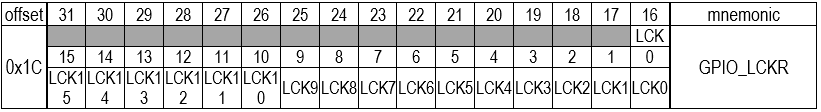 offset 31 30 29 28 27 26 25 24 23 22 21 20 19 18 17 16 mnemonic
0x1C LCK GPIO_LCKR
15 14 13 12 11 10 9 8 7 6 5 4 3 2 1 0
LCK15 LCK14 LCK13 LCK12 LCK11 LCK10 LCK9 LCK8 LCK7 LCK6 LCK5 LCK4 LCK3 LCK2 LCK1 LCK0